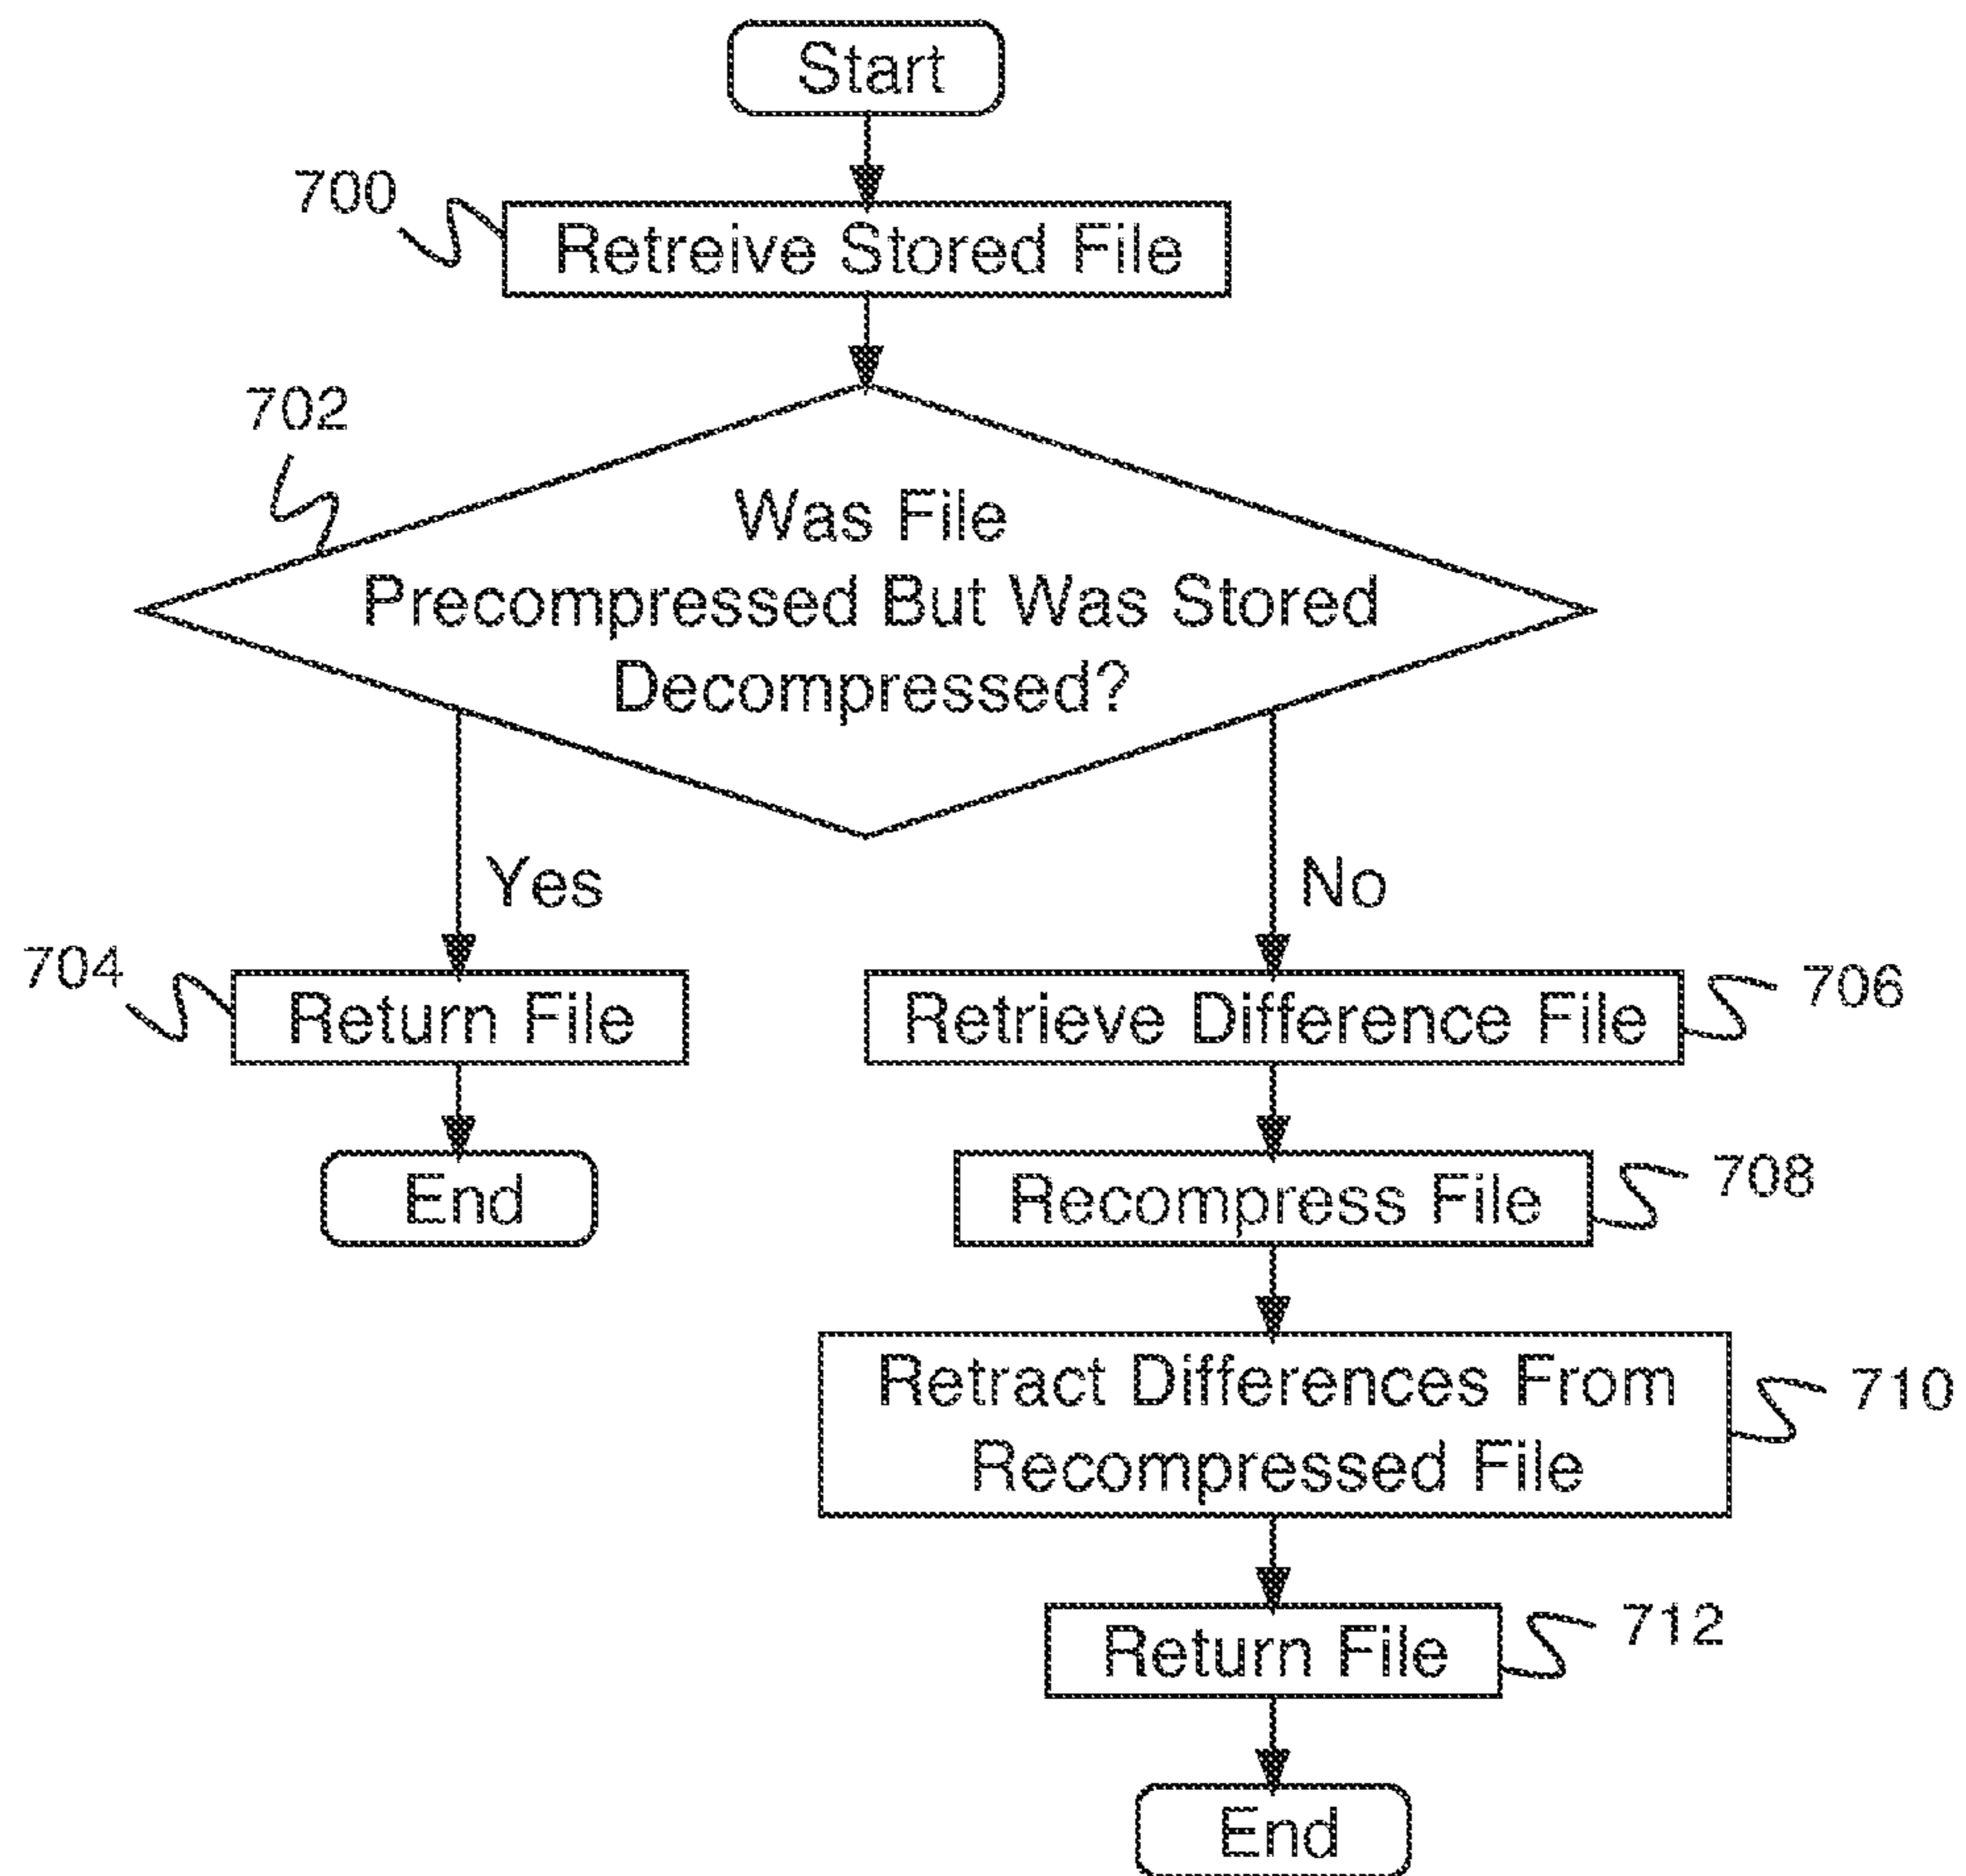 Start
700
Retreive Stored File
702
Was File
Precompressed But Was Stored
Decompressed?
Yes
No
704
Return File
Retrieve Difference File
706
End
Recompress File
708
Retract Differences From
Recompressed File
710
Return File
712
End